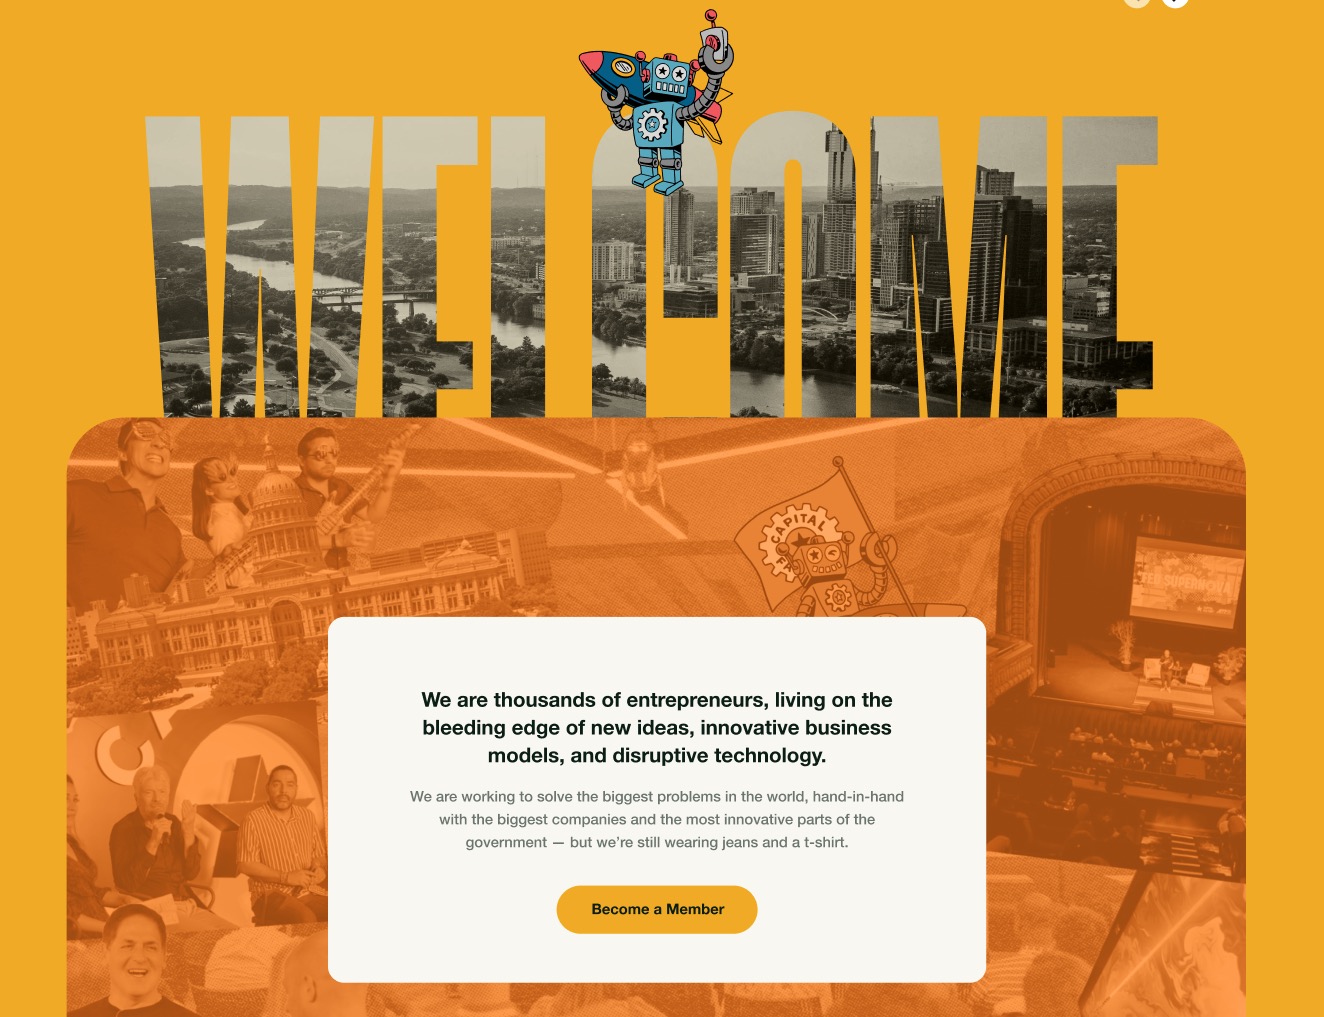 WELCOME
CAPITAL
FA
TED SUPERNOVA
We are thousands of entrepreneurs, living on the
bleeding edge of new ideas, innovative business
models, and disruptive technology.
We are working to solve the biggest problems in the world, hand-in-hand
with the biggest companies and the most innovative parts of the
government — but we’re still wearing jeans and a t-shirt.
Become a Member